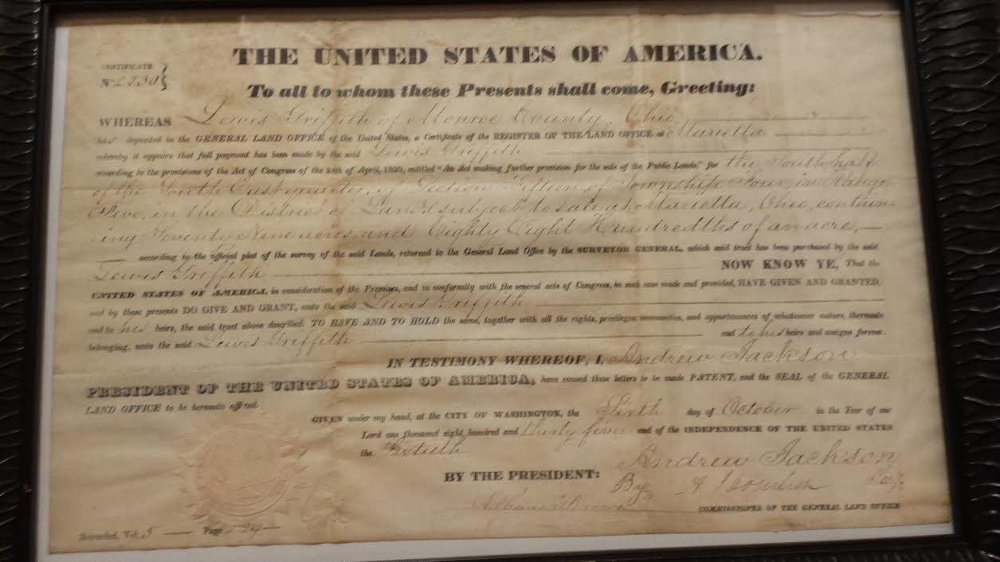 THE UNITED STATES OF AMERICA.
CERTIFICATE
No
To all to whom these Presents shall come, Greeting:
WHEREAS Lewis Griffith of Monroe County, Ohio
has deposited in the GENERAL LAND OFFICE of the United States, a Certificate of the REGISTER OF THE LAND OFFICE at Marietta
whereby it appears that full payment has been made by the said Lewis Griffith
according to the provisions of the Act of Congress of the 24th of April, 1820, entitled "An Act making further provision for the sale of the Public Lands," for the South half
of the South East quarter, of Section Fifteen, of Township Four, in Range
Five, in the District of Lands subject to sale at Marietta, Ohio, contain-
ing Seventy Nine acres, and Eighty Eight Hundredths of an acre,
according to the official plat of the survey of the said Lands, returned to the General Land Office by the SURVEYOR GENERAL, which said tract has been purchased by the said
Lewis Griffith NOW KNOW YE, That the
UNITED STATES OF AMERICA, in consideration of the Premises, and in conformity with the several acts of Congress, in such case made and provided, HAVE GIVEN AND GRANTED,
and by these presents DO GIVE AND GRANT, unto the said Lewis Griffith
and to his heirs, the said tract above described: TO HAVE AND TO HOLD the same, together with all the rights, privileges, immunities, and appurtenances of whatsoever nature, thereunto
belonging, unto the said Lewis Griffith and to his heirs and assigns forever.
IN TESTIMONY WHEREOF, I, Andrew Jackson
PRESIDENT OF THE UNITED STATES OF AMERICA, have caused these letters to be made PATENT, and the SEAL of the GENERAL
LAND OFFICE to be hereunto affixed.
GIVEN under my hand, at the CITY OF WASHINGTON, the Sixth day of October in the Year of our
Lord one thousand eight hundred and thirty five and of the INDEPENDENCE OF THE UNITED STATES
the Sixtieth
Andrew Jackson
BY THE PRESIDENT:
By A J Donelson Sec'y.
COMMISSIONER OF THE GENERAL LAND OFFICE
Recorded, Vol. 5 Page